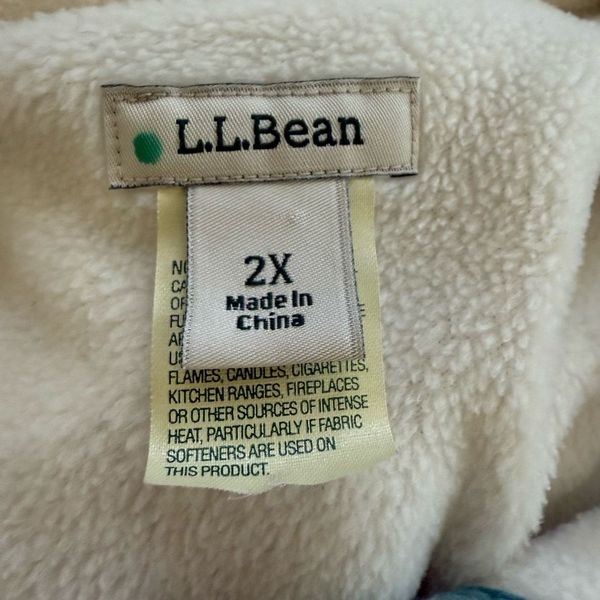 L.L.Bean
2X
Made In
China
FLAMES, CANDLES, CIGARETTES,
KITCHEN RANGES, FIREPLACES
OR OTHER SOURCES OF INTENSE
HEAT, PARTICULARLY IF FABRIC
SOFTENERS ARE USED ON
THIS PRODUCT.